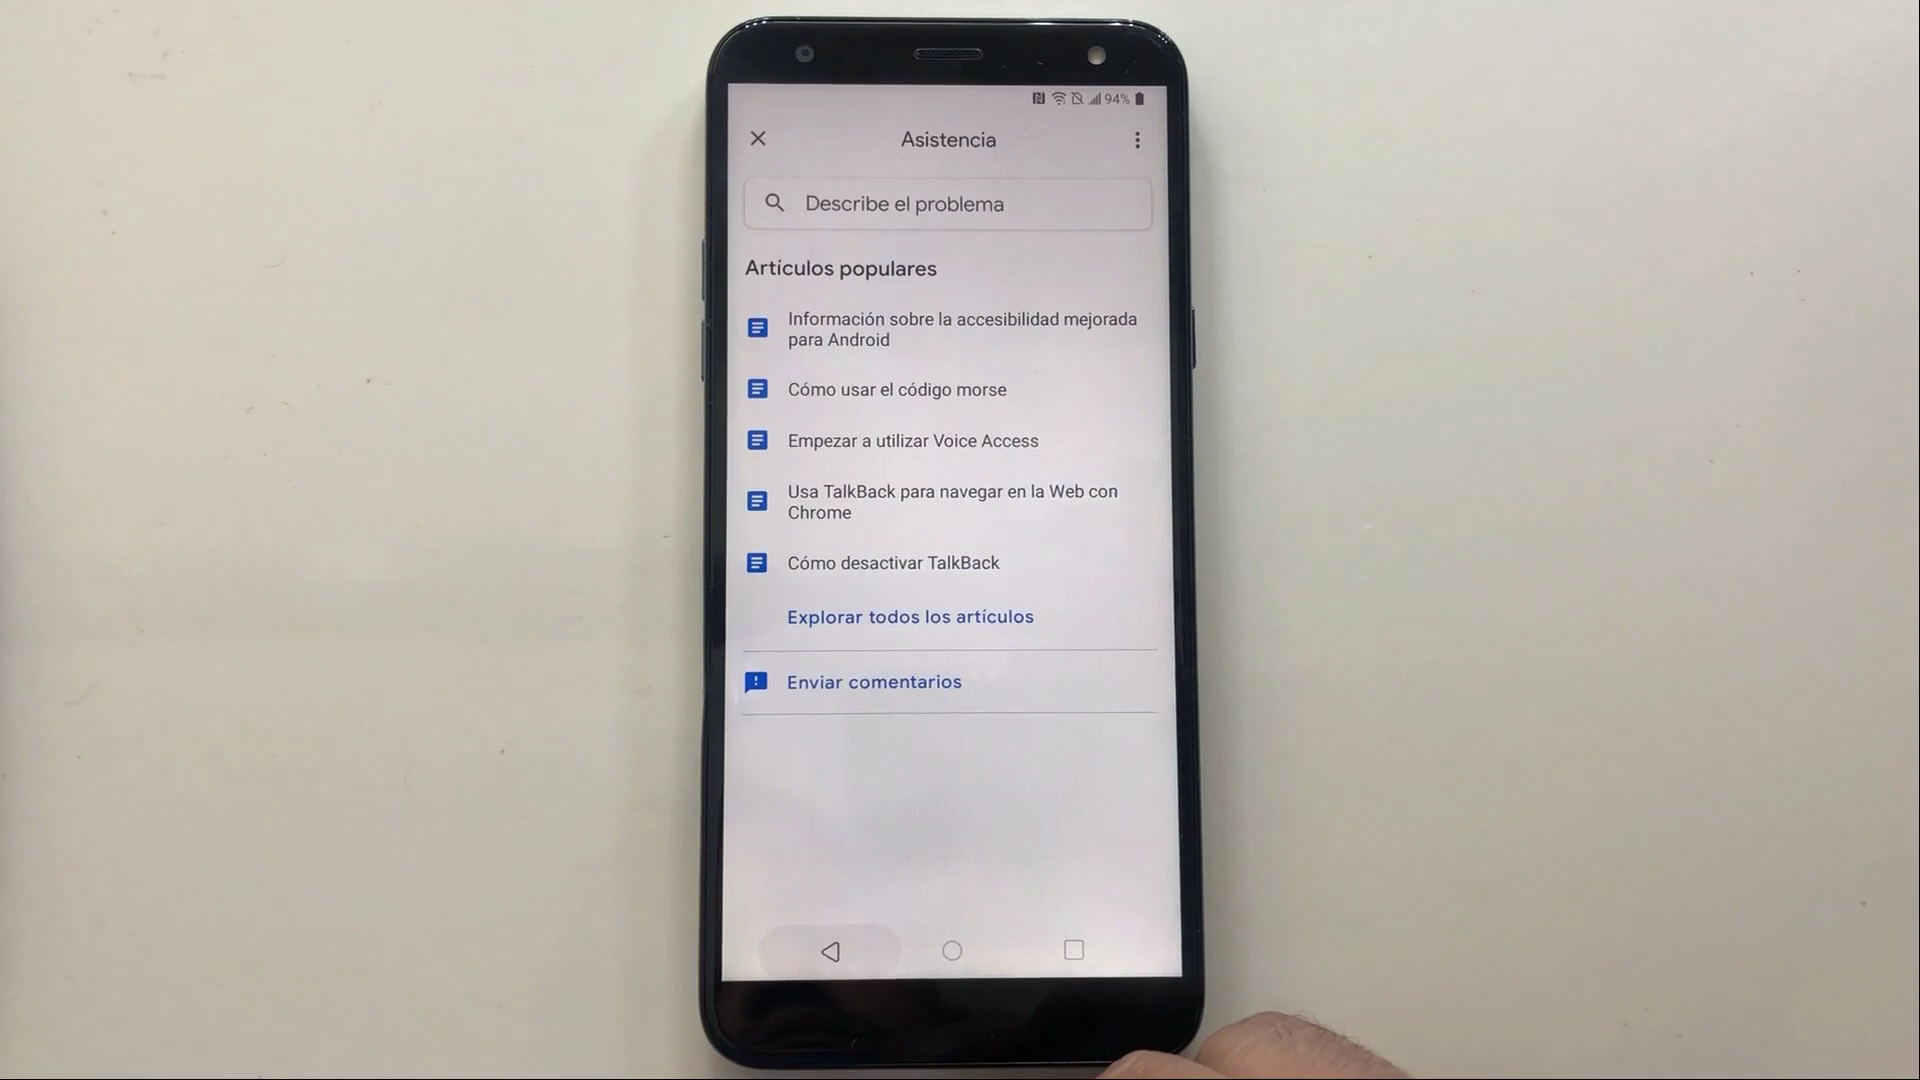 94%
Asistencia
Describe el problema
Artículos populares
Información sobre la accesibilidad mejorada
para Android
Cómo usar el código morse
Empezar a utilizar Voice Access
Usa TalkBack para navegar en la Web con
Chrome
Cómo desactivar TalkBack
Explorar todos los artículos
Enviar comentarios